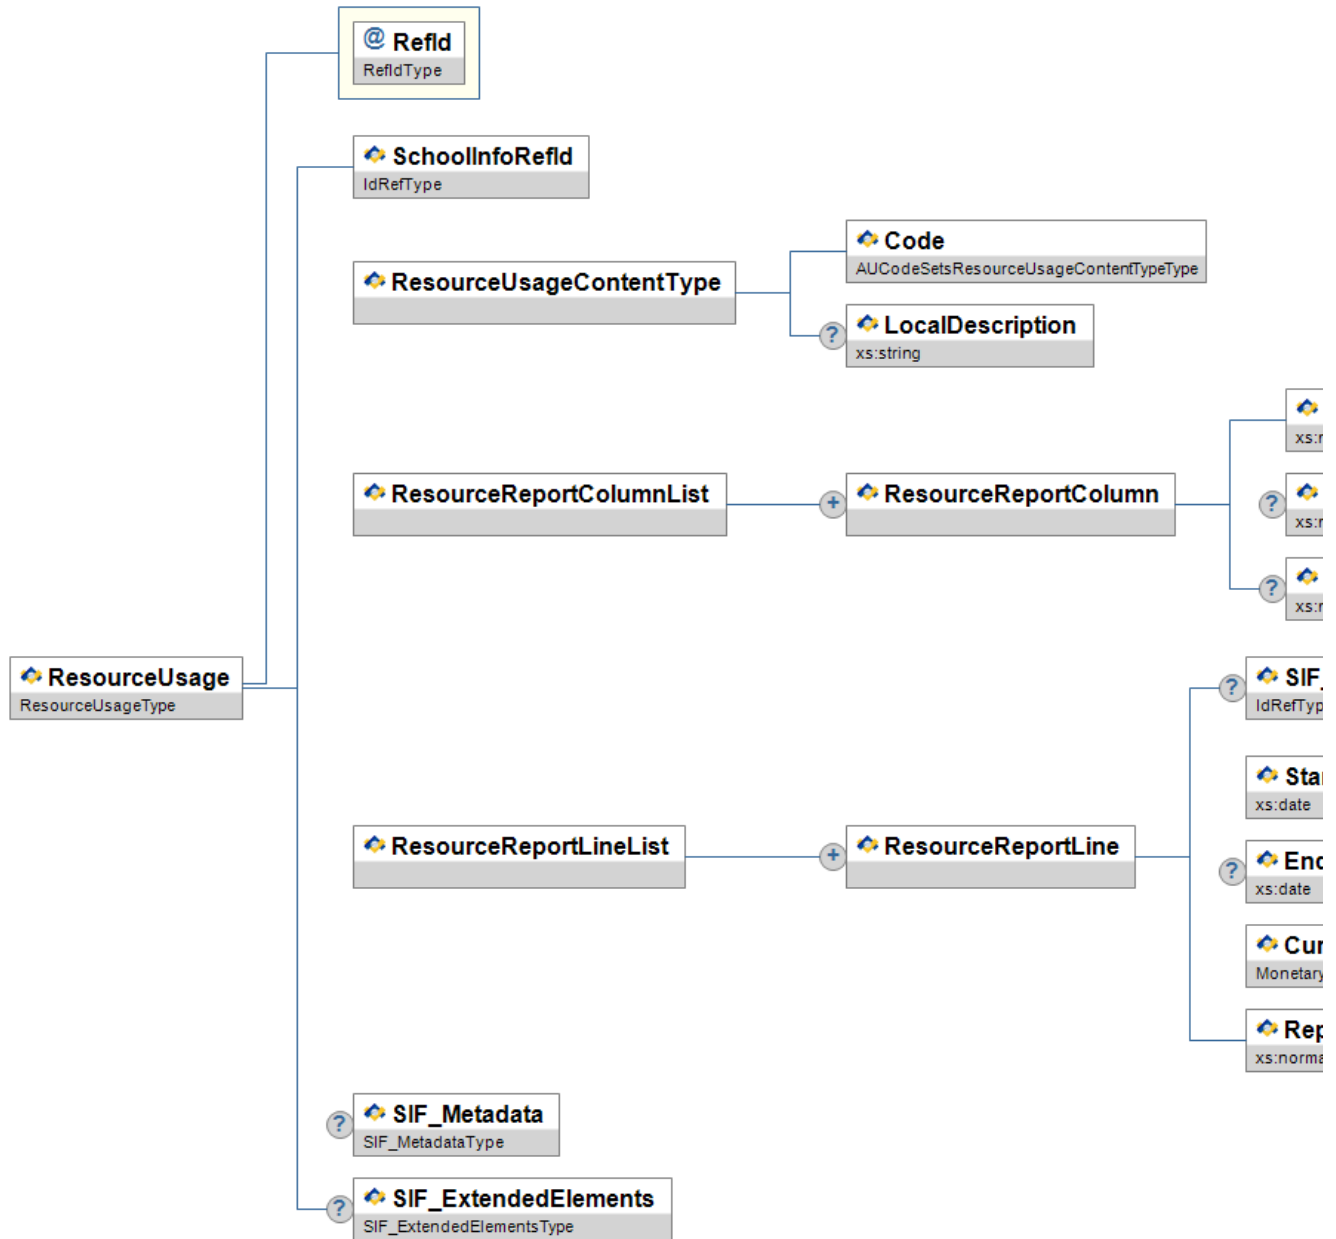 @ RefId
RefIdType
SchoolInfoRefId
IdRefType
Code
AUCodeSetsResourceUsageContentTypeType
ResourceUsageContentType
? LocalDescription
xs:string
ResourceReportColumnList
+ ResourceReportColumn
?
?
ResourceUsage
ResourceUsageType
? SIF_
xs:date
? 
xs:date
ResourceReportLineList
+ ResourceReportLine
? SIF_Metadata
SIF_MetadataType
? SIF_ExtendedElements
SIF_ExtendedElementsType